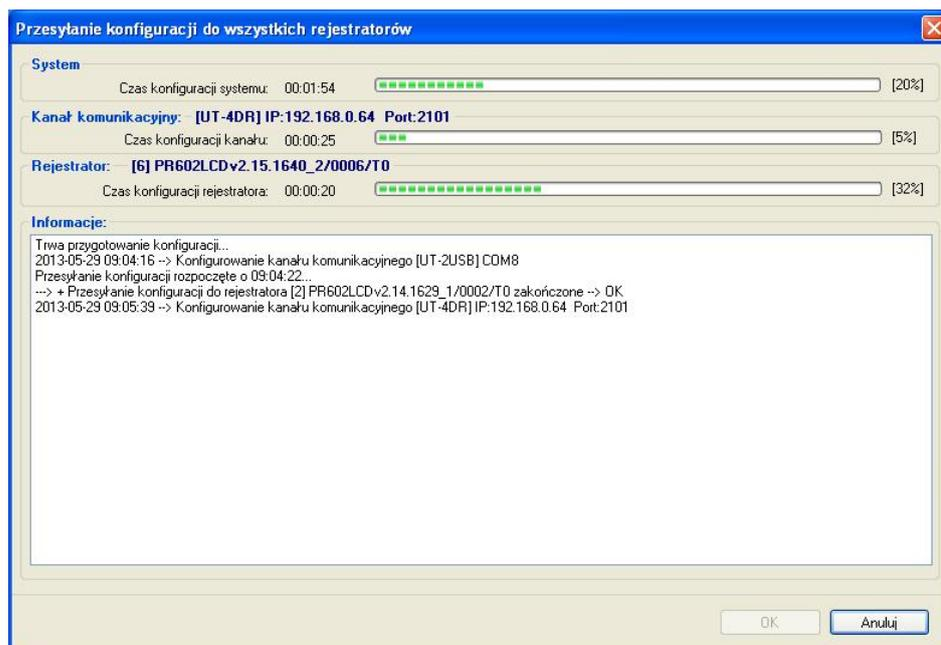 Przesyłanie konfiguracji do wszystkich rejestratorów
System
Czas konfiguracji systemu: 00:01:54 [20%]
Kanał komunikacyjny: [UT-4DR] IP:192.168.0.64 Port:2101
Czas konfiguracji kanału: 00:00:25 [5%]
Rejestrator: [6] PR602LCDv2.15.1640_2/0006/T0
Czas konfiguracji rejestratora: 00:00:20 [32%]
Informacje:
Trwa przygotowanie konfiguracji...
2013-05-29 09:04:16 --> Konfigurowanie kanału komunikacyjnego [UT-2USB] COM8
Przesyłanie konfiguracji rozpoczęte o 09:04:22...
---> + Przesyłanie konfiguracji do rejestratora [2] PR602LCDv2.14.1629_1/0002/T0 zakończone --> OK
2013-05-29 09:05:39 --> Konfigurowanie kanału komunikacyjnego [UT-4DR] IP:192.168.0.64 Port:2101
OK Anuluj